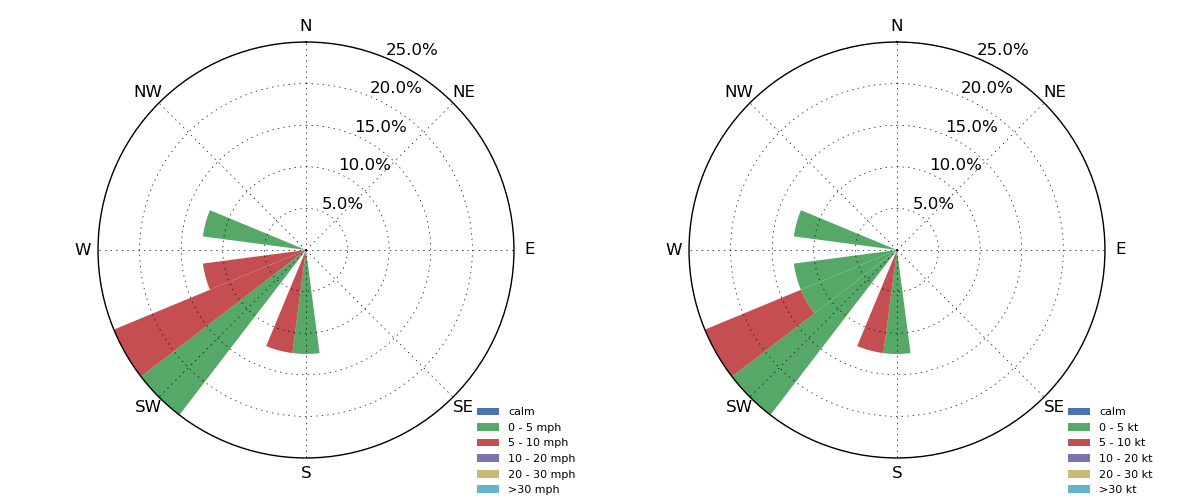 N
25.0%
20.0%
NW
NE
15.0%
10.0%
5.0%
W
E
SW
SE
S
calm
0 - 5 mph
5 - 10 mph
10 - 20 mph
20 - 30 mph
>30 mph
N
25.0%
20.0%
NW
NE
15.0%
10.0%
5.0%
W
E
SW
SE
S
calm
0 - 5 kt
5 - 10 kt
10 - 20 kt
20 - 30 kt
>30 kt